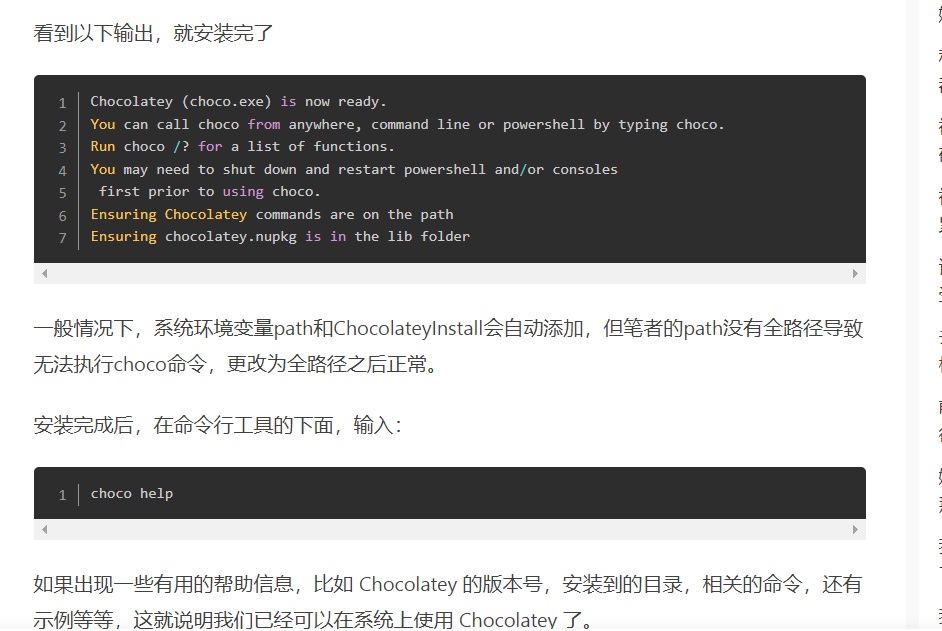 看到以下输出，就安装完了
1 Chocolatey (choco.exe) is now ready.
2 You can call choco from anywhere, command line or powershell by typing choco.
3 Run choco /? for a list of functions.
4 You may need to shut down and restart powershell and/or consoles
5  first prior to using choco.
6 Ensuring Chocolatey commands are on the path
7 Ensuring chocolatey.nupkg is in the lib folder
一般情况下，系统环境变量path和ChocolateyInstall会自动添加，但笔者的path没有全路径导致
无法执行choco命令，更改为全路径之后正常。
安装完成后，在命令行工具的下面，输入：
1 choco help
如果出现一些有用的帮助信息，比如 Chocolatey 的版本号，安装到的目录，相关的命令，还有
示例等等，这就说明我们已经可以在系统上使用 Chocolatey 了。